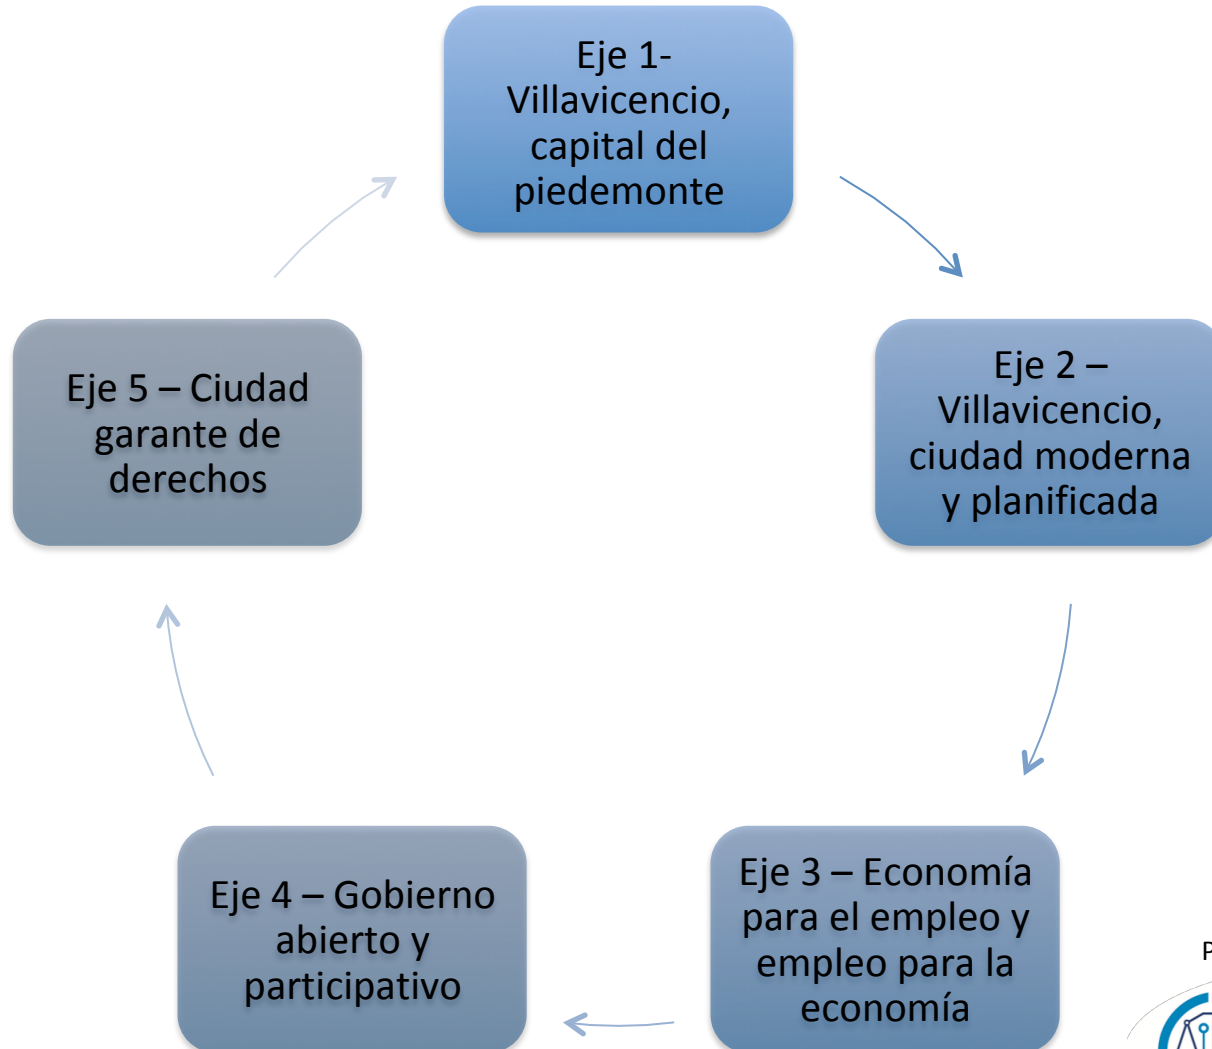 Eje 1-
Villavicencio,
capital del
piedemonte
Eje 2 –
Villavicencio,
ciudad moderna
y planificada
Eje 3 – Economía
para el empleo y
empleo para la
economía
Eje 4 – Gobierno
abierto y
participativo
Eje 5 – Ciudad
garante de
derechos
P